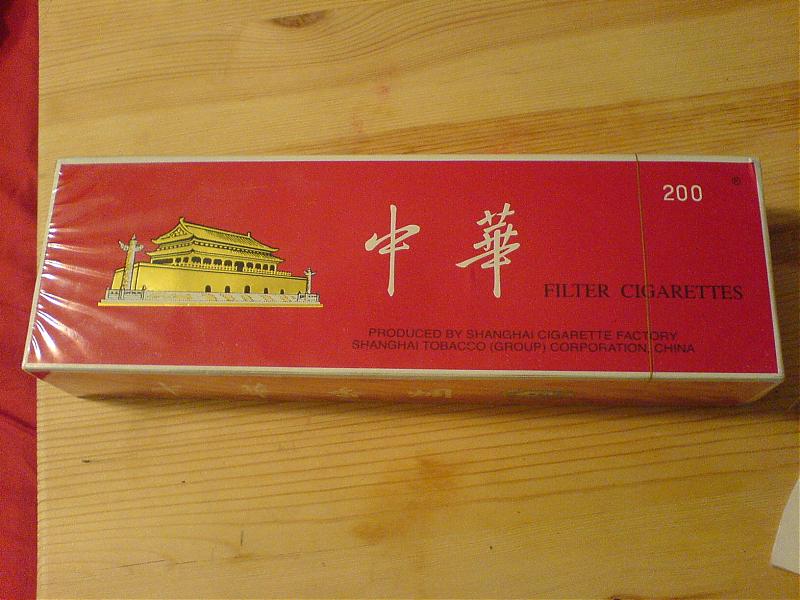 200 ®
中華
FILTER CIGARETTES
PRODUCED BY SHANGHAI CIGARETTE FACTORY
SHANGHAI TOBACCO (GROUP) CORPORATION, CHINA